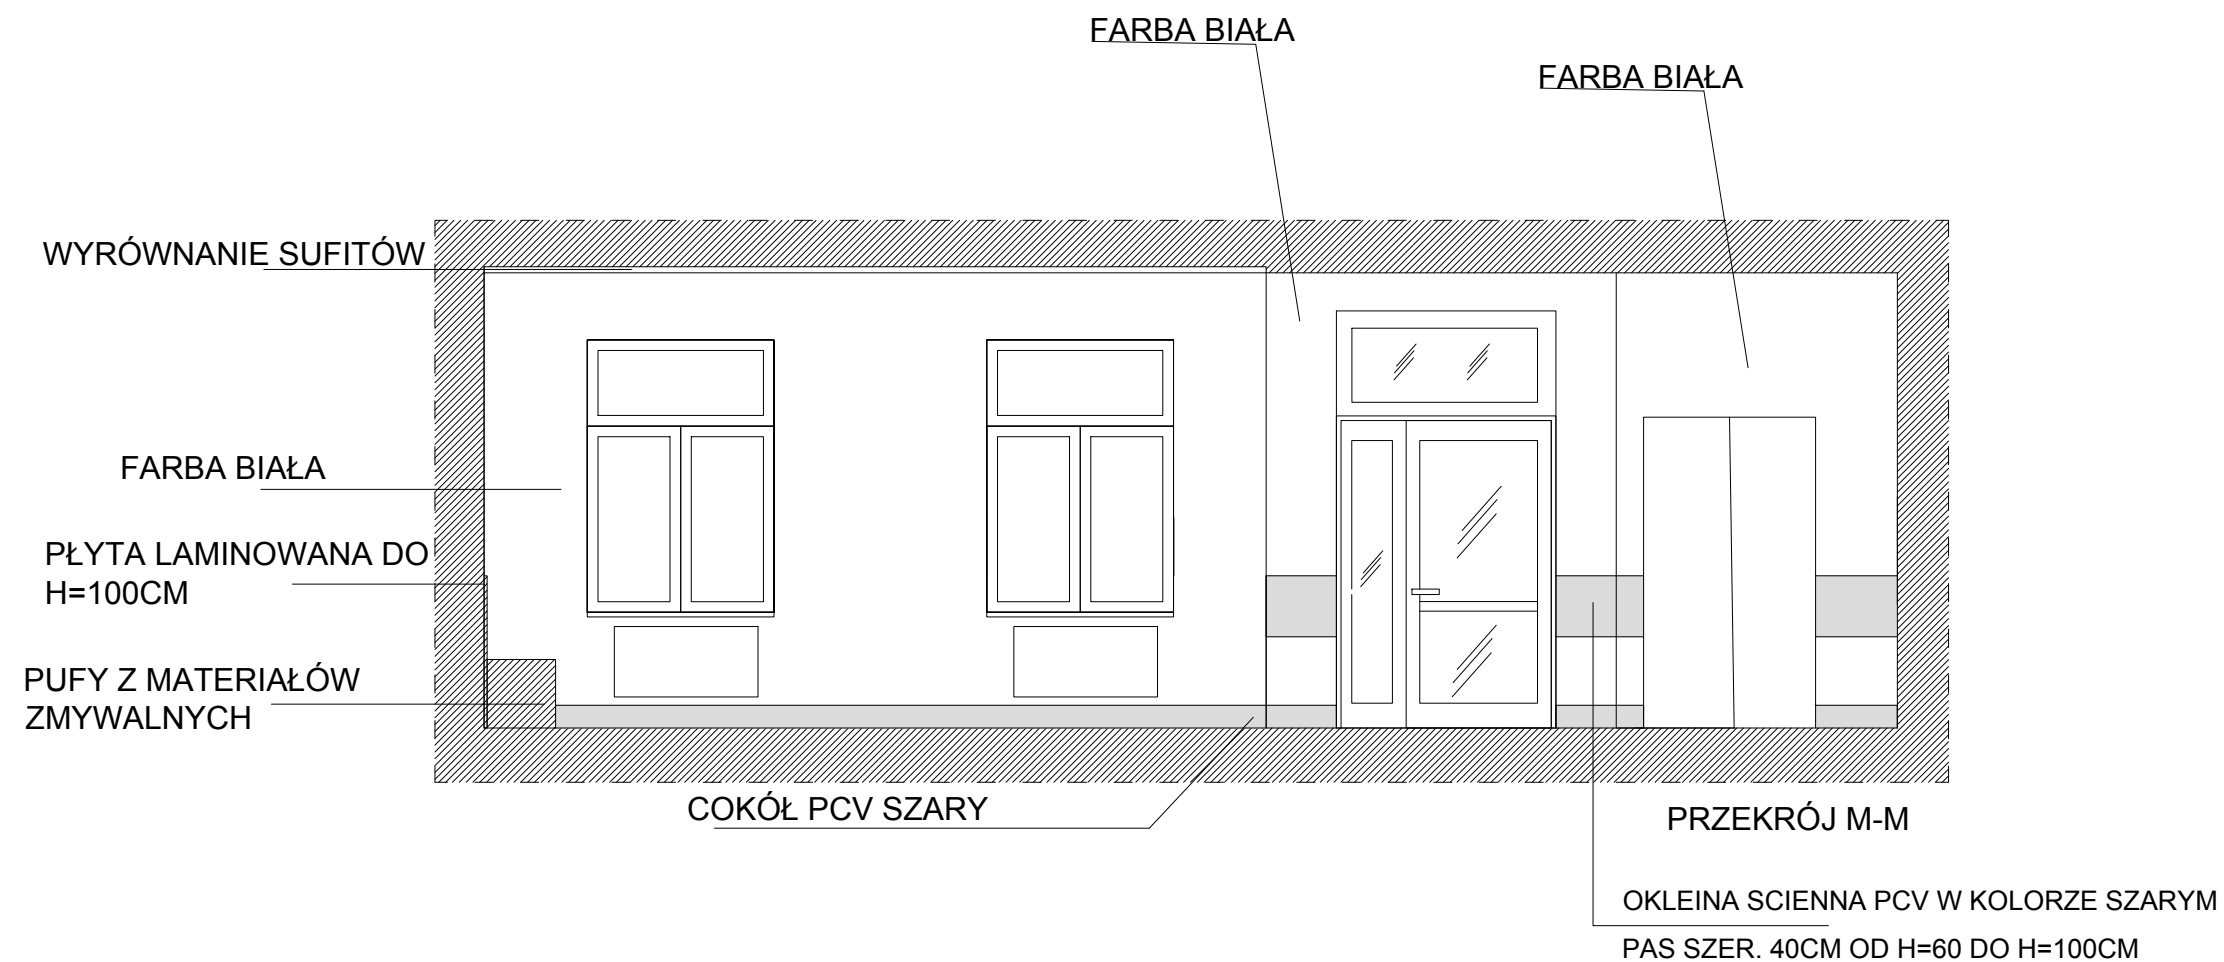 FARBA BIAŁA
FARBA BIAŁA
WYRÓWNANIE SUFITÓW
FARBA BIAŁA
PŁYTA LAMINOWANA DO
H=100CM
PUFY Z MATERIAŁÓW
ZMYWALNYCH
COKÓŁ PCV SZARY
PRZEKRÓJ M-M
OKLEINA SCIENNA PCV W KOLORZE SZARYM
PAS SZER. 40CM OD H=60 DO H=100CM